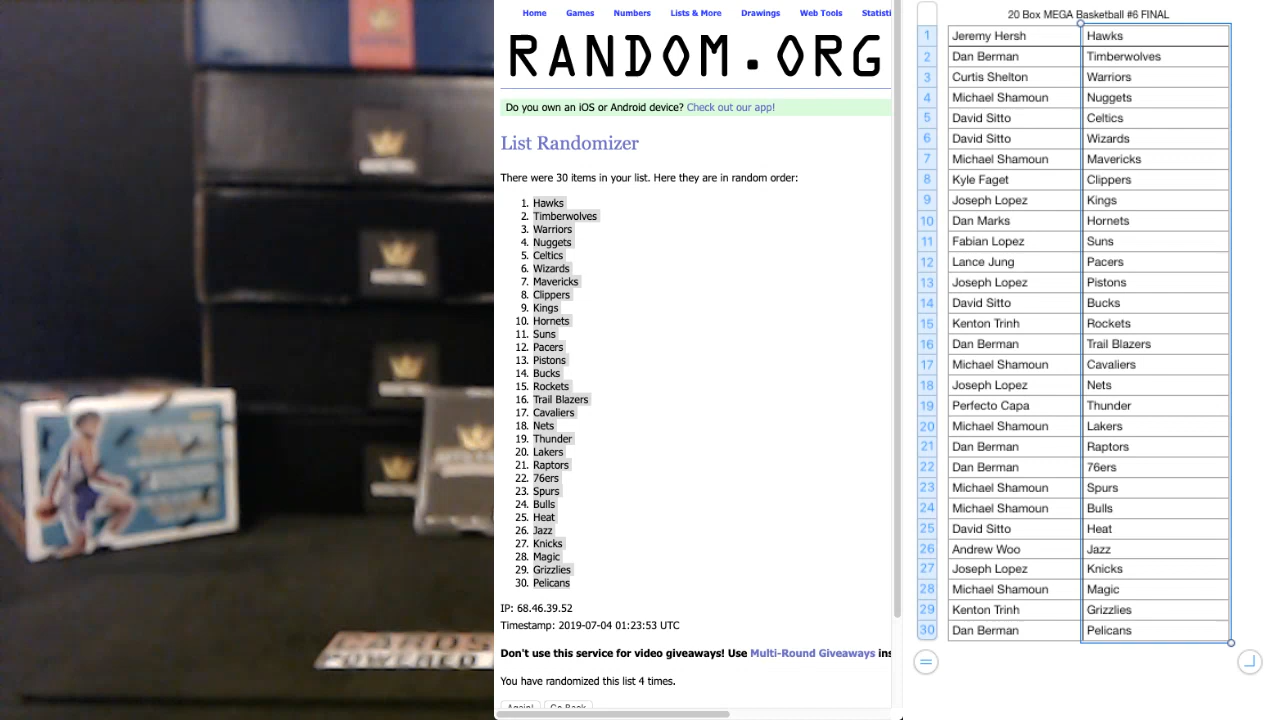 Home Games Numbers Lists & More Drawings Web Tools Statisti
RANDOM.ORG
Do you own an iOS or Android device? Check out our app!
List Randomizer
There were 30 items in your list. Here they are in random order:
1. Hawks
2. Timberwolves
3. Warriors
4. Nuggets
5. Celtics
6. Wizards
7. Mavericks
8. Clippers
9. Kings
10. Hornets
11. Suns
12. Pacers
13. Pistons
14. Bucks
15. Rockets
16. Trail Blazers
17. Cavaliers
18. Nets
19. Thunder
20. Lakers
21. Raptors
22. 76ers
23. Spurs
24. Bulls
25. Heat
26. Jazz
27. Knicks
28. Magic
29. Grizzlies
30. Pelicans
IP: 68.46.39.52
Timestamp: 2019-07-04 01:23:53 UTC
Don't use this service for video giveaways! Use Multi-Round Giveaways ins
You have randomized this list 4 times.
Again! Go Back
20 Box MEGA Basketball #6 FINAL
1 Jeremy Hersh Hawks
2 Dan Berman Timberwolves
3 Curtis Shelton Warriors
4 Michael Shamoun Nuggets
5 David Sitto Celtics
6 David Sitto Wizards
7 Michael Shamoun Mavericks
8 Kyle Faget Clippers
9 Joseph Lopez Kings
10 Dan Marks Hornets
11 Fabian Lopez Suns
12 Lance Jung Pacers
13 Joseph Lopez Pistons
14 David Sitto Bucks
15 Kenton Trinh Rockets
16 Dan Berman Trail Blazers
17 Michael Shamoun Cavaliers
18 Joseph Lopez Nets
19 Perfecto Capa Thunder
20 Michael Shamoun Lakers
21 Dan Berman Raptors
22 Dan Berman 76ers
23 Michael Shamoun Spurs
24 Michael Shamoun Bulls
25 David Sitto Heat
26 Andrew Woo Jazz
27 Joseph Lopez Knicks
28 Michael Shamoun Magic
29 Kenton Trinh Grizzlies
30 Dan Berman Pelicans